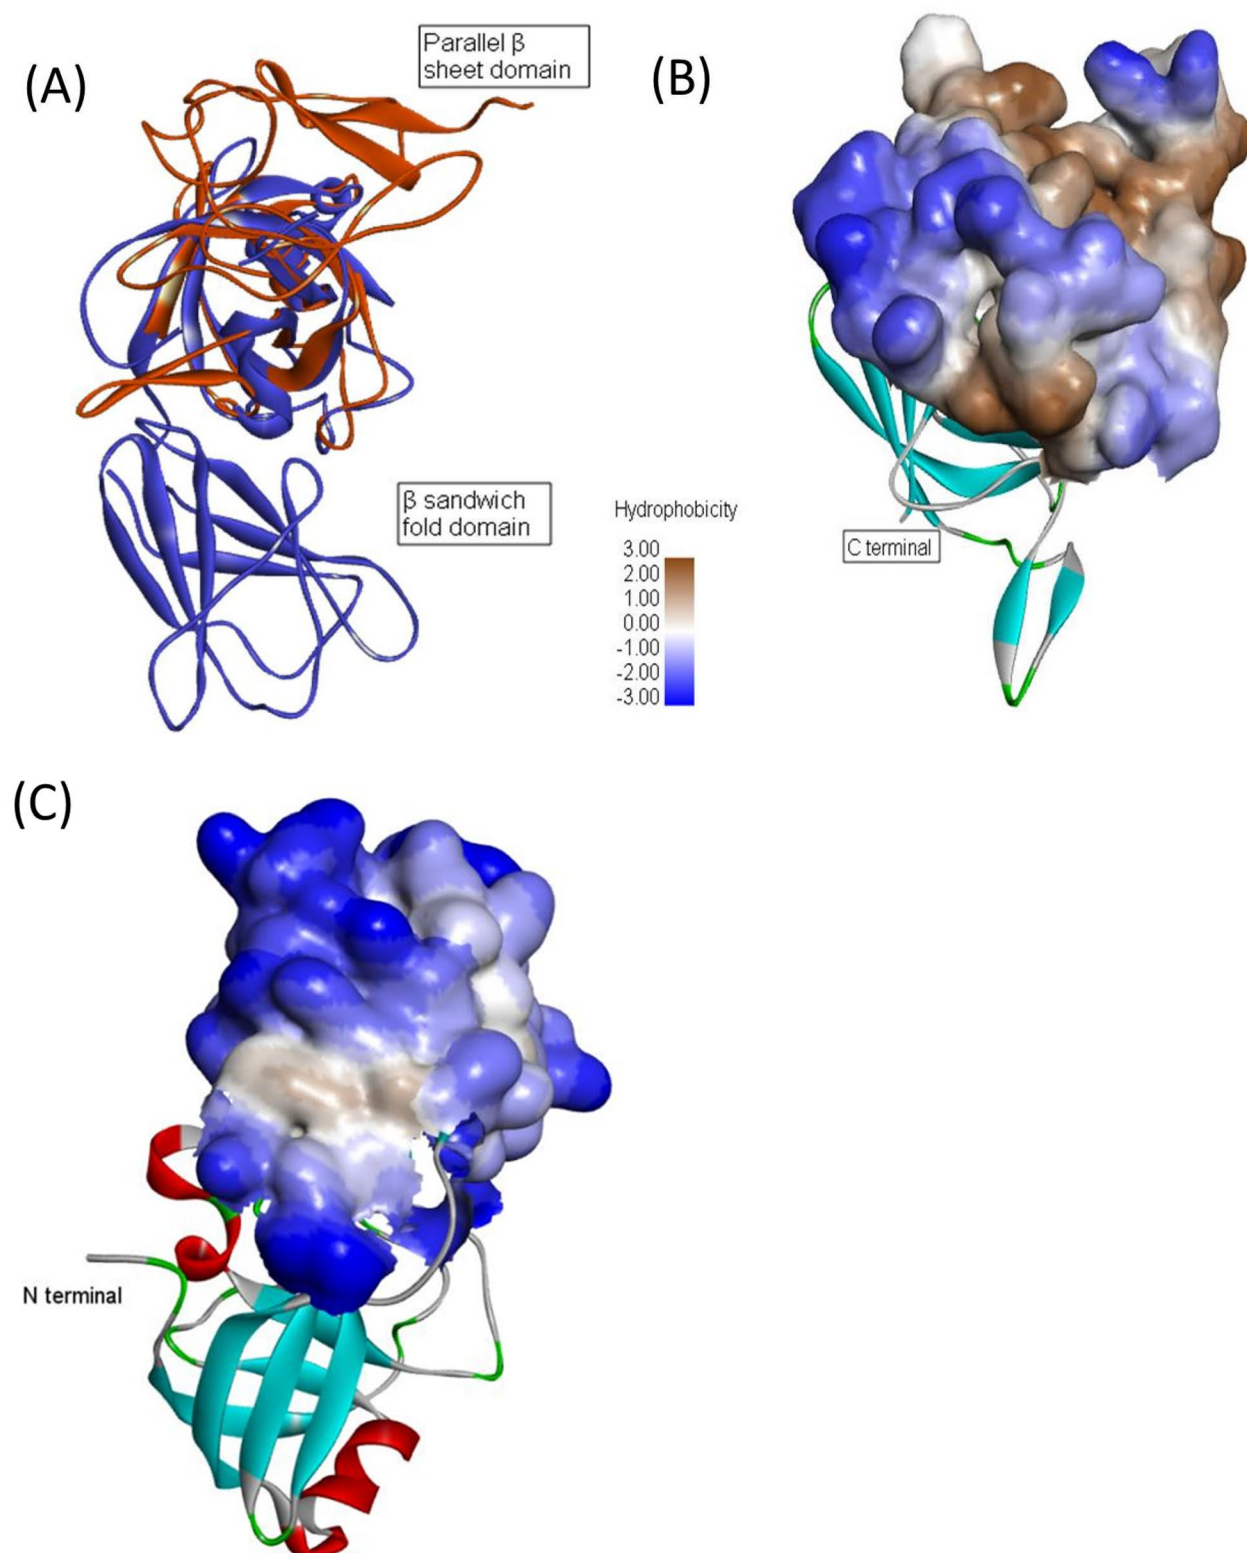 (A)
Parallel β
sheet domain
β sandwich
fold domain
(B)
C terminal
Hydrophobicity
3.00
2.00
1.00
0.00
-1.00
-2.00
-3.00
(C)
N terminal